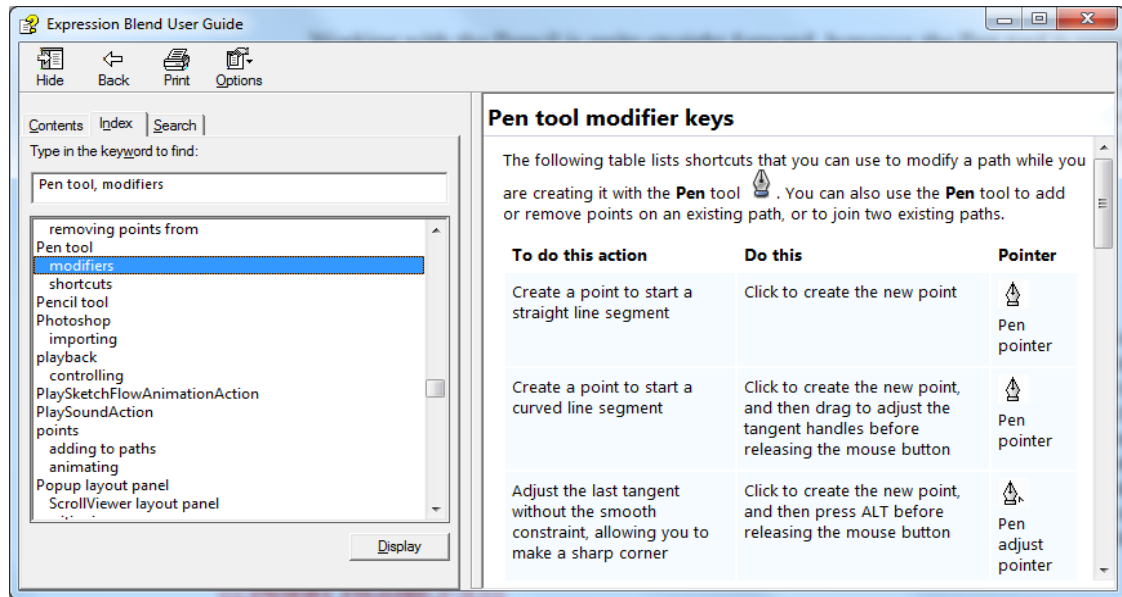 Expression Blend User Guide
Hide Back Print Options
Contents Index Search
Type in the keyword to find:
Pen tool, modifiers
removing points from
Pen tool
modifiers
shortcuts
Pencil tool
Photoshop
importing
playback
controlling
PlaySketchFlowAnimationAction
PlaySoundAction
points
adding to paths
animating
Popup layout panel
ScrollViewer layout panel
Display
Pen tool modifier keys
The following table lists shortcuts that you can use to modify a path while you
are creating it with the Pen tool . You can also use the Pen tool to add
or remove points on an existing path, or to join two existing paths.
To do this action Do this Pointer
Create a point to start a
straight line segment
Click to create the new point
Pen
pointer
Create a point to start a
curved line segment
Click to create the new point,
and then drag to adjust the
tangent handles before
releasing the mouse button
Pen
pointer
Adjust the last tangent
without the smooth
constraint, allowing you to
make a sharp corner
Click to create the new point,
and then press ALT before
releasing the mouse button
Pen
adjust
pointer